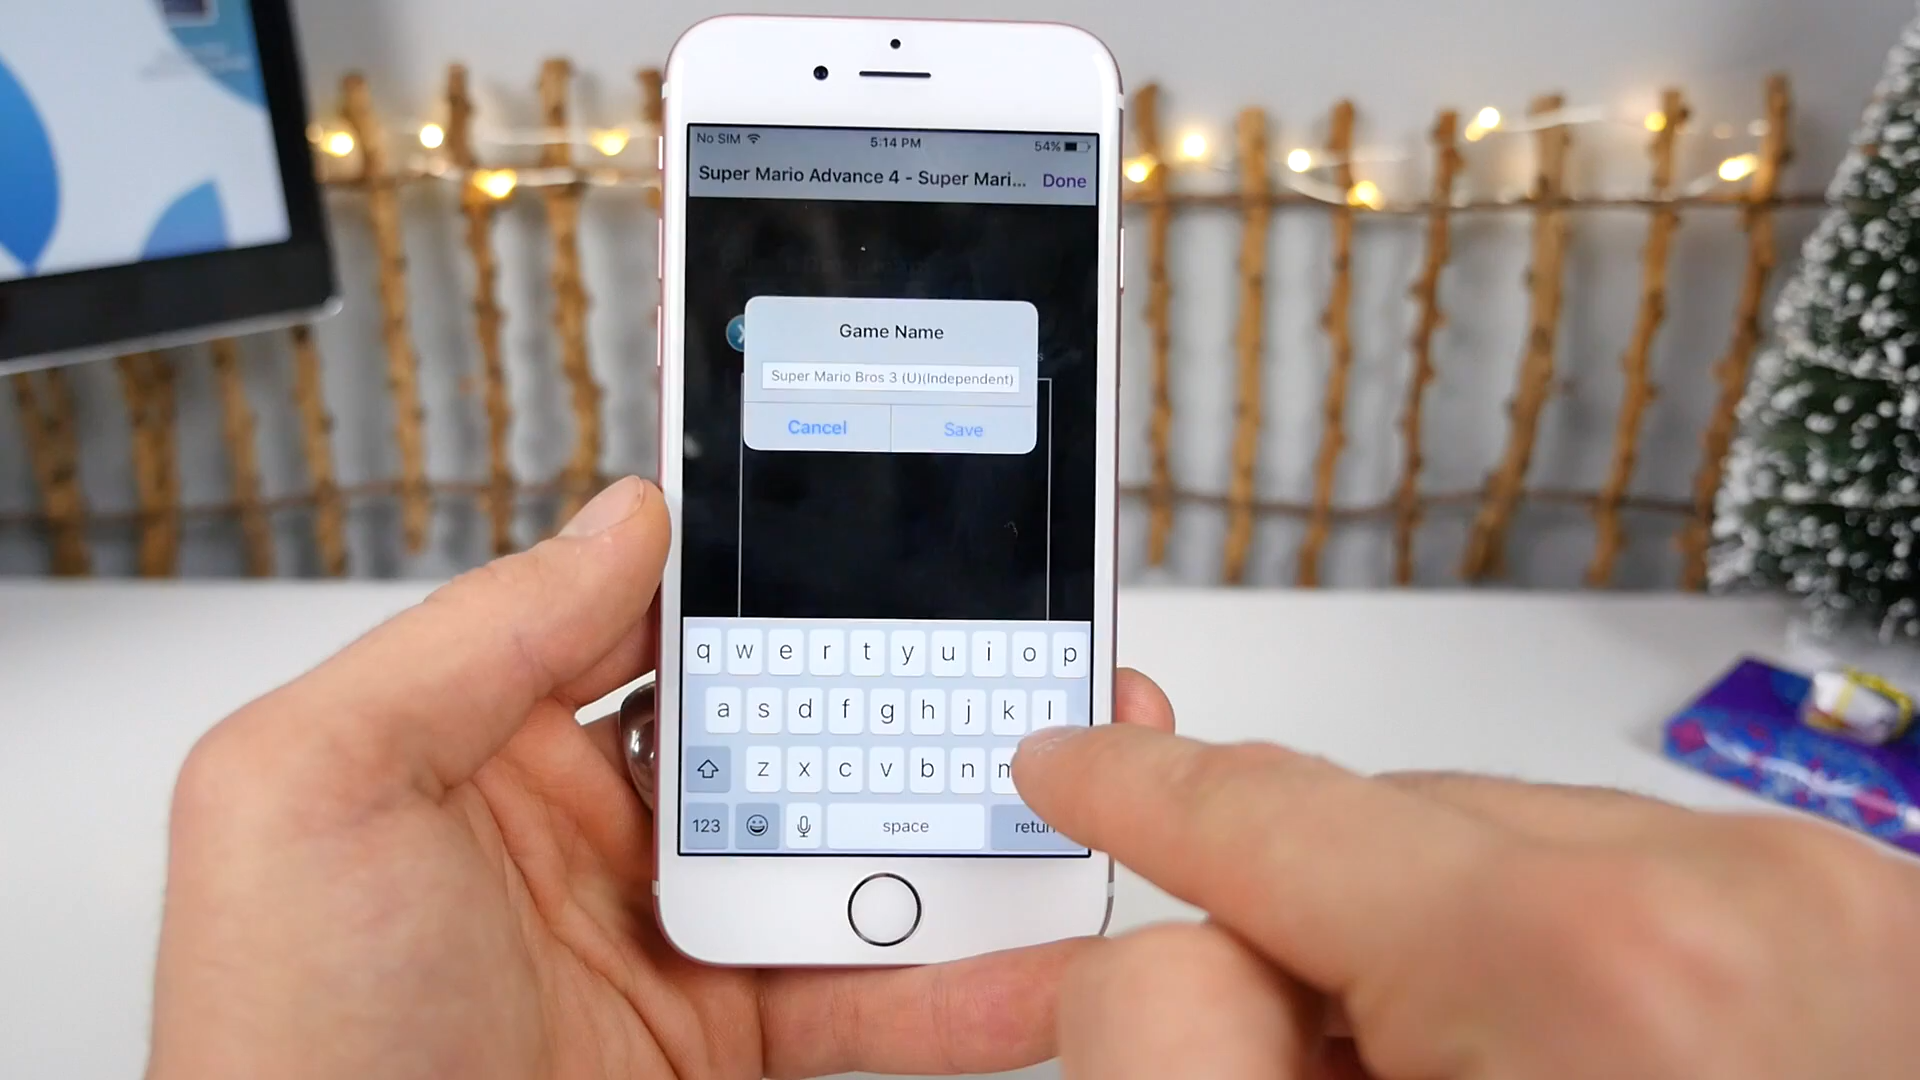 No SIM 5:14 PM 54%
Super Mario Advance 4 - Super Mari... Done
Game Name
Super Mario Bros 3 (U)(Independent)
Cancel Save
q w e r t y u i o p
a s d f g h j k l
z x c v b n m
123 space return